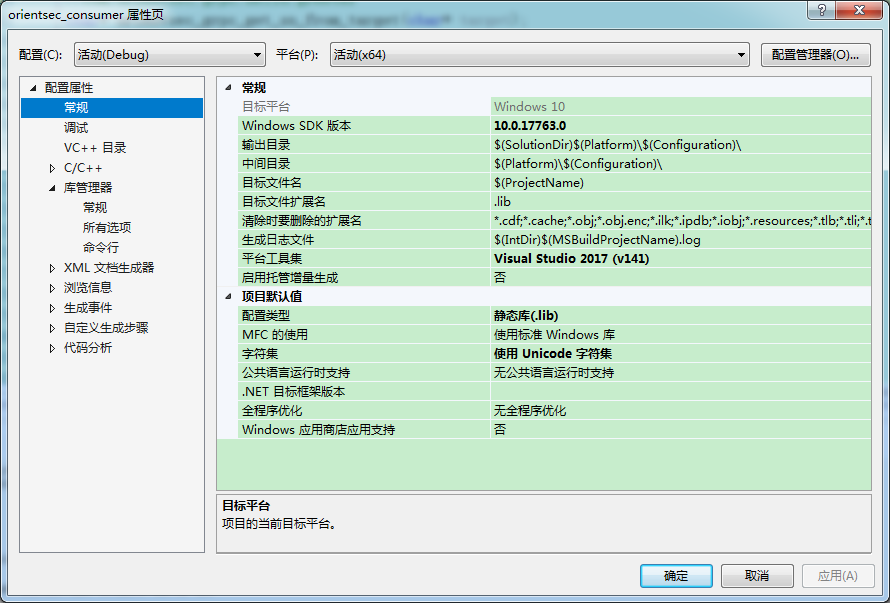 orientsec_consumer 属性页
配置(C): 活动(Debug) 平台(P): 活动(x64) 配置管理器(O)...
配置属性
常规
调试
VC++ 目录
C/C++
库管理器
常规
所有选项
命令行
XML 文档生成器
浏览信息
生成事件
自定义生成步骤
代码分析
常规
目标平台 Windows 10
Windows SDK 版本 10.0.17763.0
输出目录 $(SolutionDir)$(Platform)\$(Configuration)\
中间目录 $(Platform)\$(Configuration)\
目标文件名 $(ProjectName)
目标文件扩展名 .lib
清除时要删除的扩展名 *.cdf;*.cache;*.obj;*.obj.enc;*.ilk;*.ipdb;*.iobj;*.resources;*.tlb;*.tli;*.t
生成日志文件 $(IntDir)$(MSBuildProjectName).log
平台工具集 Visual Studio 2017 (v141)
启用托管增量生成 否
项目默认值
配置类型 静态库(.lib)
MFC 的使用 使用标准 Windows 库
字符集 使用 Unicode 字符集
公共语言运行时支持 无公共语言运行时支持
.NET 目标框架版本
全程序优化 无全程序优化
Windows 应用商店应用支持 否
目标平台
项目的当前目标平台。
确定 取消 应用(A)